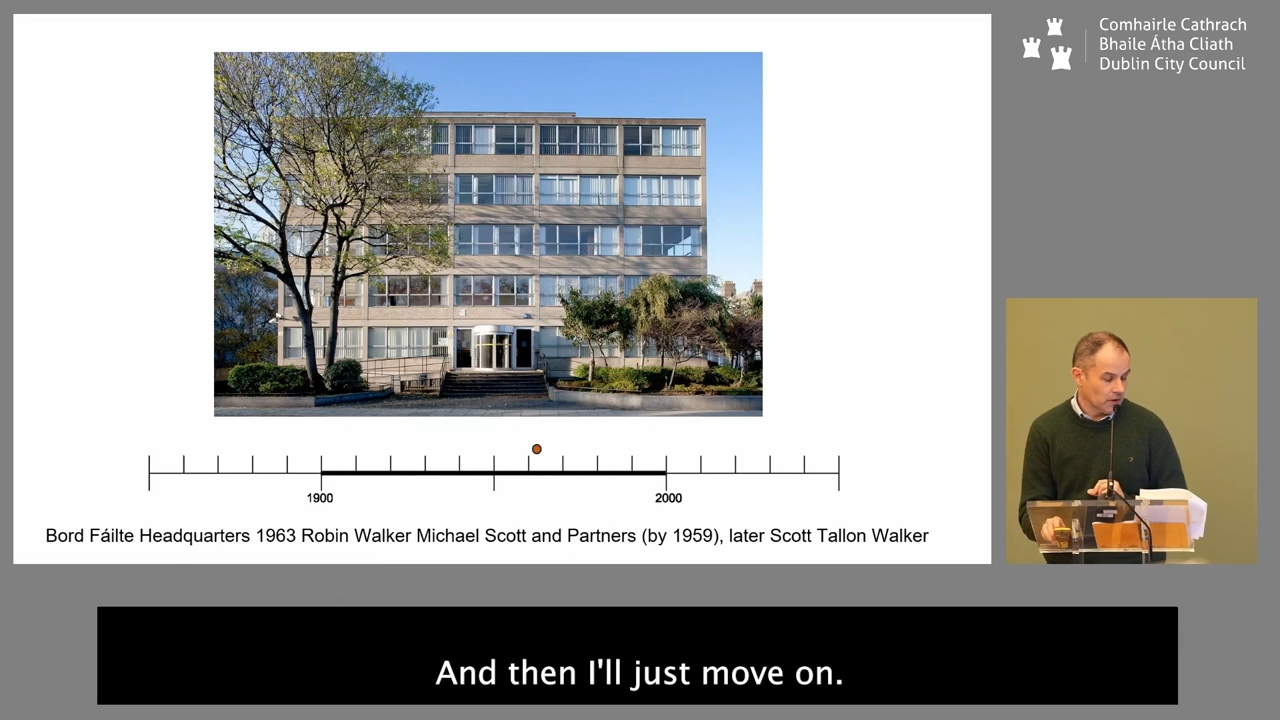 Comhairle Cathrach
Bhaile Átha Cliath
Dublin City Council
1900
2000
Bord Fáilte Headquarters 1963 Robin Walker Michael Scott and Partners (by 1959), later Scott Tallon Walker
And then I'll just move on.